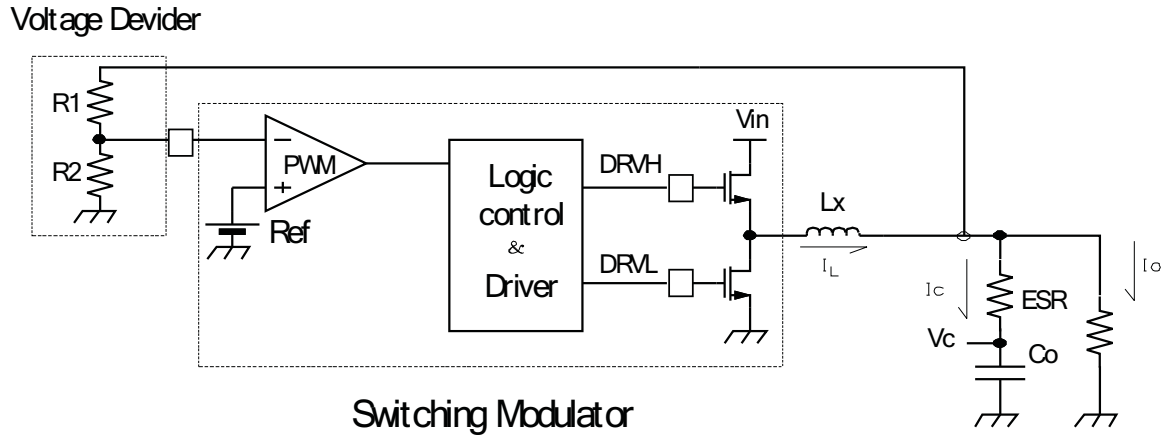 Voltage Devider
R1
R2
−
PWM
+
Ref
Logic
control
&
Driver
DRVH
DRVL
Vin
Lx
I_L
Ic
ESR
Io
Vc
Co
Switching Modulator